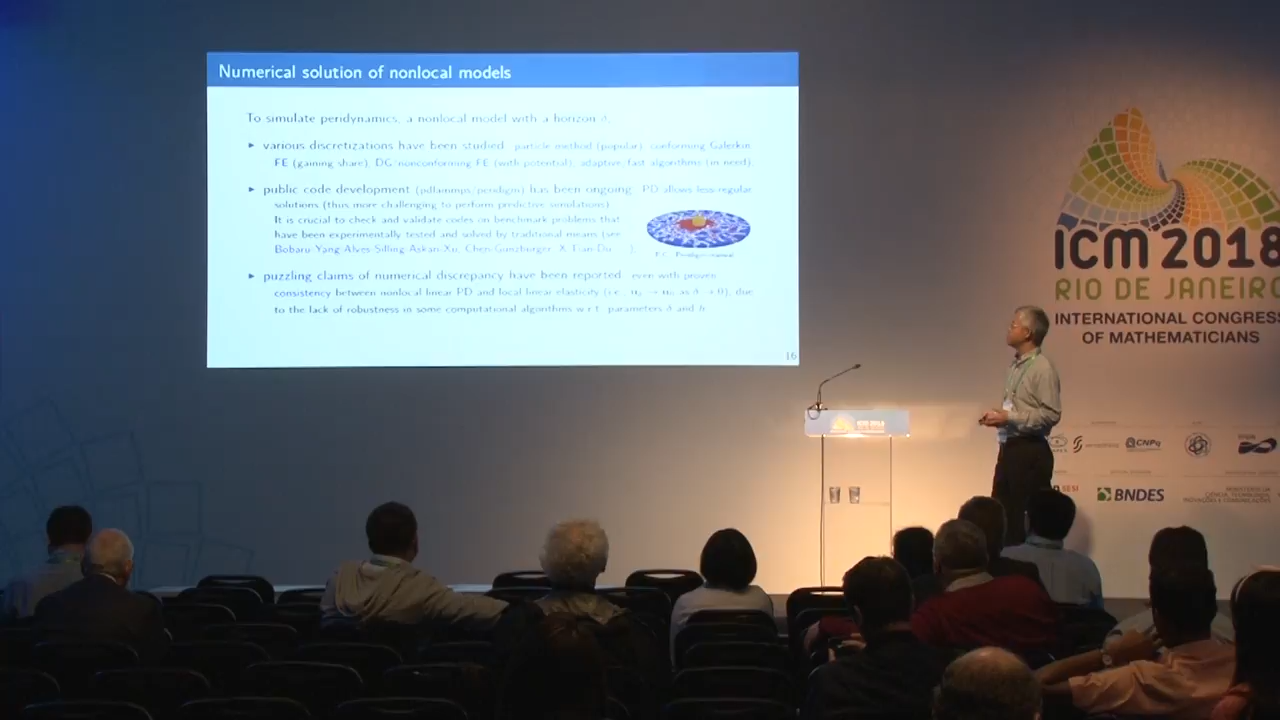 Numerical solution of nonlocal models
To simulate peridynamics, a nonlocal model with a horizon δ,
▶ various discretizations have been studied: particle method (popular), conforming Galerkin
FE (gaining share), DG/nonconforming FE (with potential), adaptive/fast algorithms (in need).
▶ public code development (pdlammps/peridigm) has been ongoing. PD allows less-regular
solutions (thus more challenging to perform predictive simulations).
It is crucial to check and validate codes on benchmark problems that
have been experimentally tested and solved by traditional means (see
Bobaru-Yang-Alves-Silling-Askari-Xu, Chen-Gunzburger, X. Tian-Du
▶ puzzling claims of numerical discrepancy have been reported even with proven
consistency between nonlocal linear PD and local linear elasticity (i.e., as δ → 0), due
to the lack of robustness in some computational algorithms w.r.t. parameters δ and h.
16
ICM 2018
RIO DE JANEIRO
INTERNATIONAL CONGRESS
OF MATHEMATICIANS
ICM 2018
CNPq
SESI
BNDES